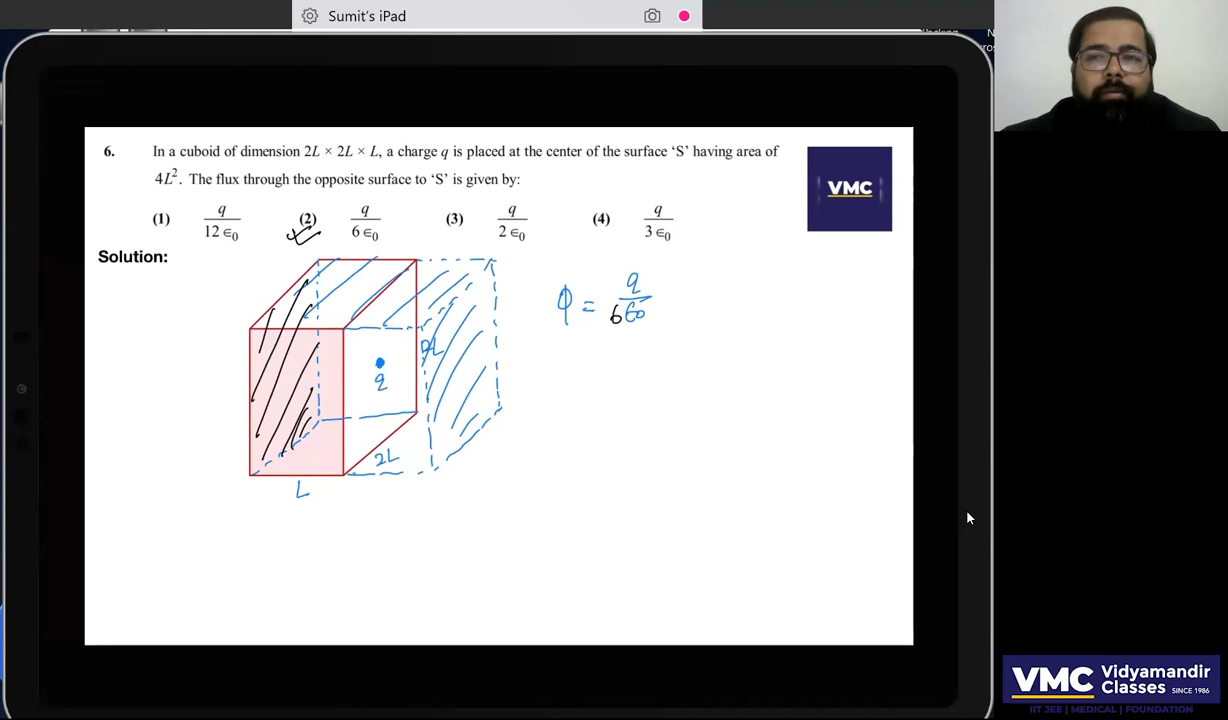 Sumit's iPad
6. In a cuboid of dimension 2L × 2L × L, a charge q is placed at the center of the surface 'S' having area of
4L². The flux through the opposite surface to 'S' is given by:
(1) q / 12 ∈₀ (2) q / 6 ∈₀ (3) q / 2 ∈₀ (4) q / 3 ∈₀
VMC
Solution:
ϕ = q / 6∈₀
2L
q
2L
L
VMC Vidyamandir Classes SINCE 1986
IIT JEE | MEDICAL | FOUNDATION